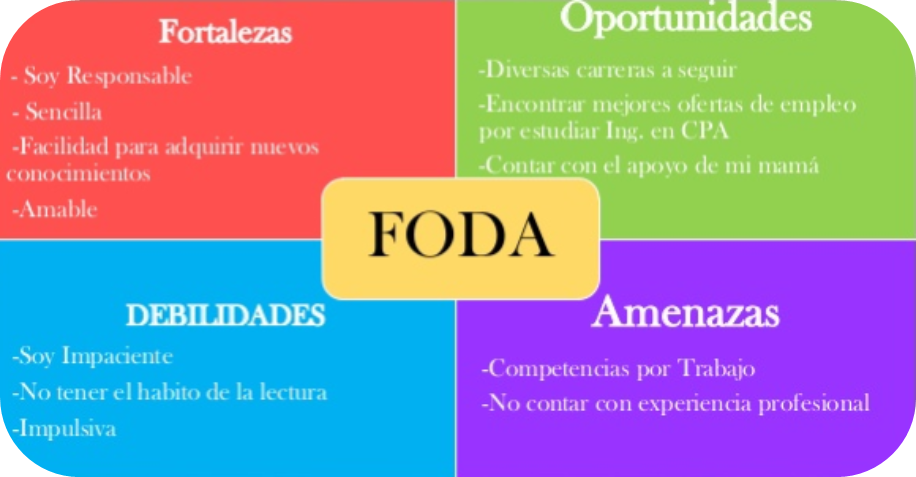 Fortalezas
- Soy Responsable
- Sencilla
-Facilidad para adquirir nuevos
conocimientos
-Amable
Oportunidades
-Diversas carreras a seguir
-Encontrar mejores ofertas de empleo
por estudiar Ing. en CPA
-Contar con el apoyo de mi mamá
FODA
DEBILIDADES
-Soy Impaciente
-No tener el habito de la lectura
-Impulsiva
Amenazas
-Competencias por Trabajo
-No contar con experiencia profesional